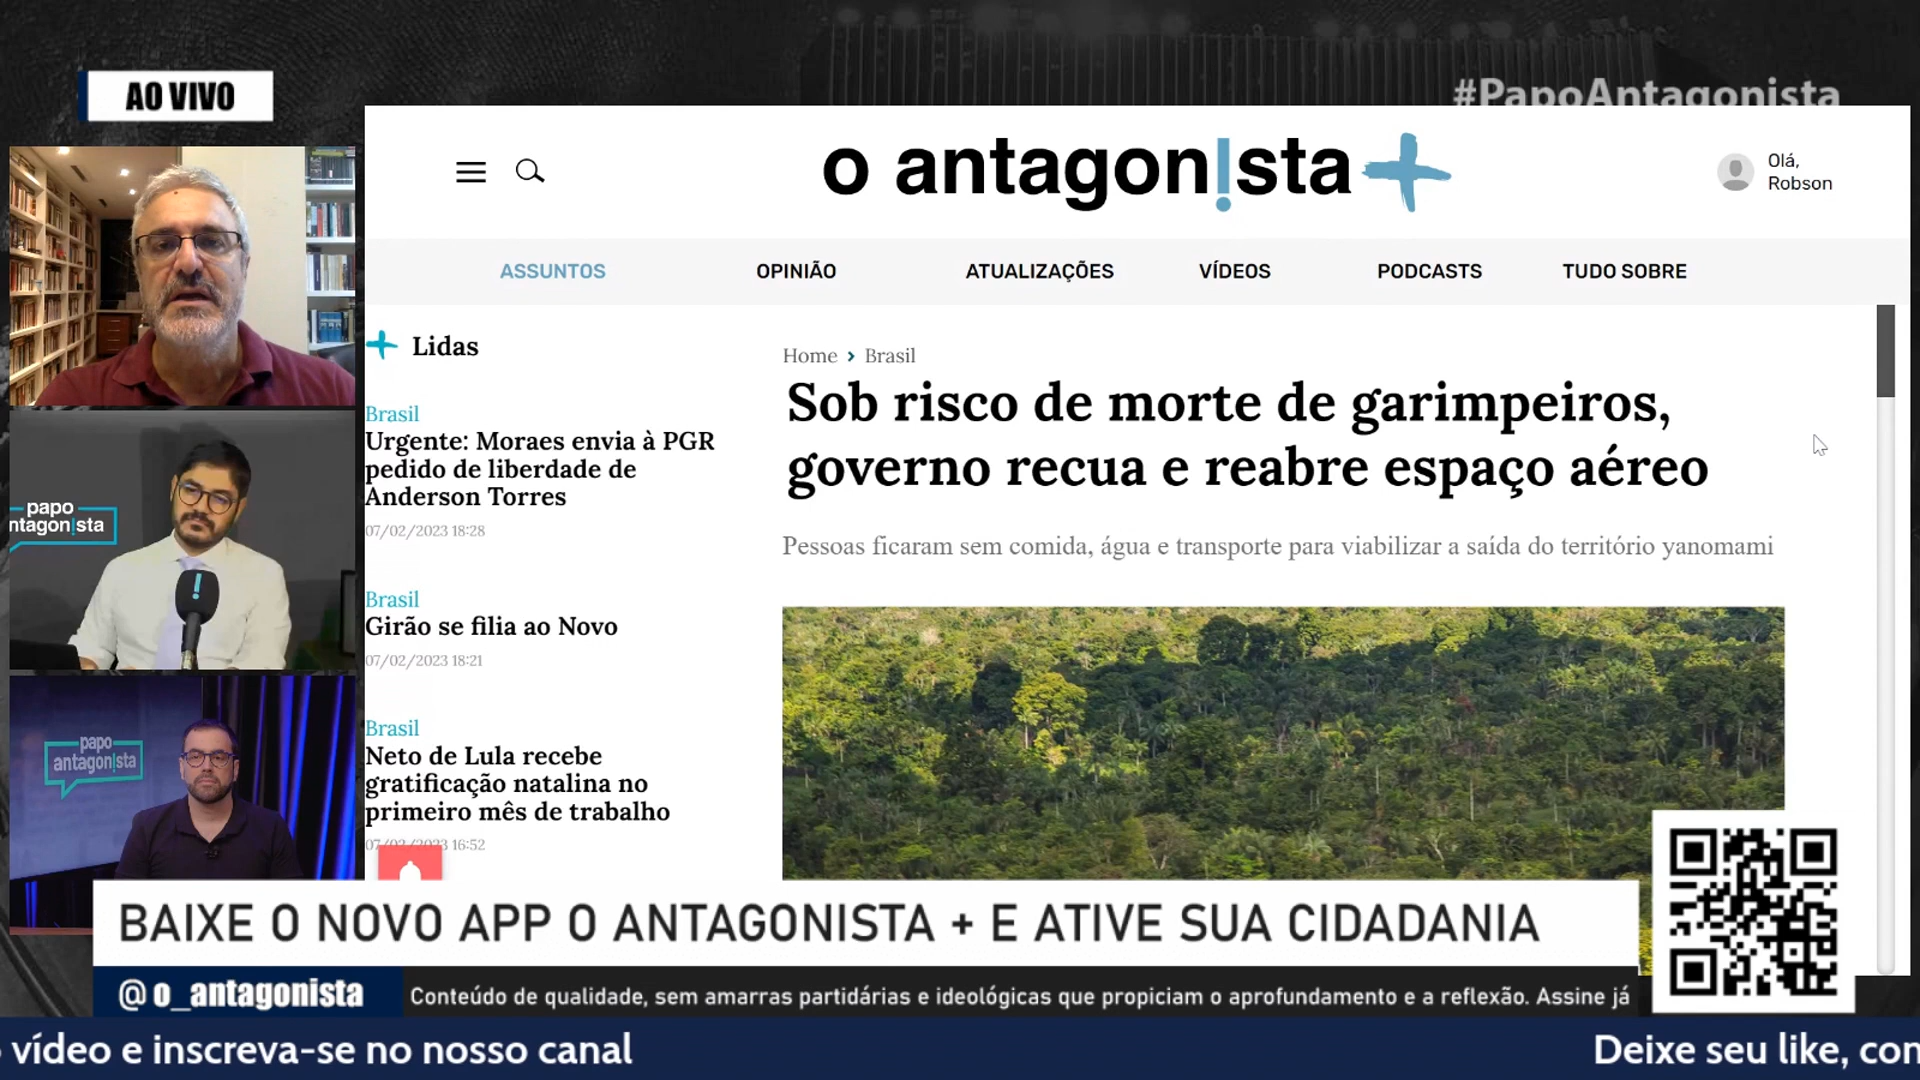 AO VIVO
#PapoAntagonista
o antagon!sta+
Olá,
Robson
ASSUNTOS OPINIÃO ATUALIZAÇÕES VÍDEOS PODCASTS TUDO SOBRE
+ Lidas
Brasil
Urgente: Moraes envia à PGR
pedido de liberdade de
Anderson Torres
07/02/2023 18:28
Brasil
Girão se filia ao Novo
07/02/2023 18:21
Brasil
Neto de Lula recebe
gratificação natalina no
primeiro mês de trabalho
07/02/2023 16:52
Home › Brasil
Sob risco de morte de garimpeiros,
governo recua e reabre espaço aéreo
Pessoas ficaram sem comida, água e transporte para viabilizar a saída do território yanomami
papo
ntagon!sta
!
papo
antagon!sta
BAIXE O NOVO APP O ANTAGONISTA + E ATIVE SUA CIDADANIA
@o_antagonista
Conteúdo de qualidade, sem amarras partidárias e ideológicas que propiciam o aprofundamento e a reflexão. Assine já
vídeo e inscreva-se no nosso canal
Deixe seu like, con